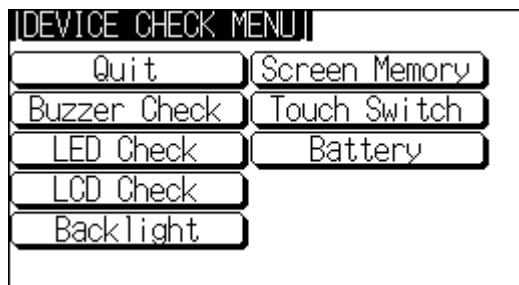 [DEVICE CHECK MENU]
Quit
Screen Memory
Buzzer Check
Touch Switch
LED Check
Battery
LCD Check
Backlight